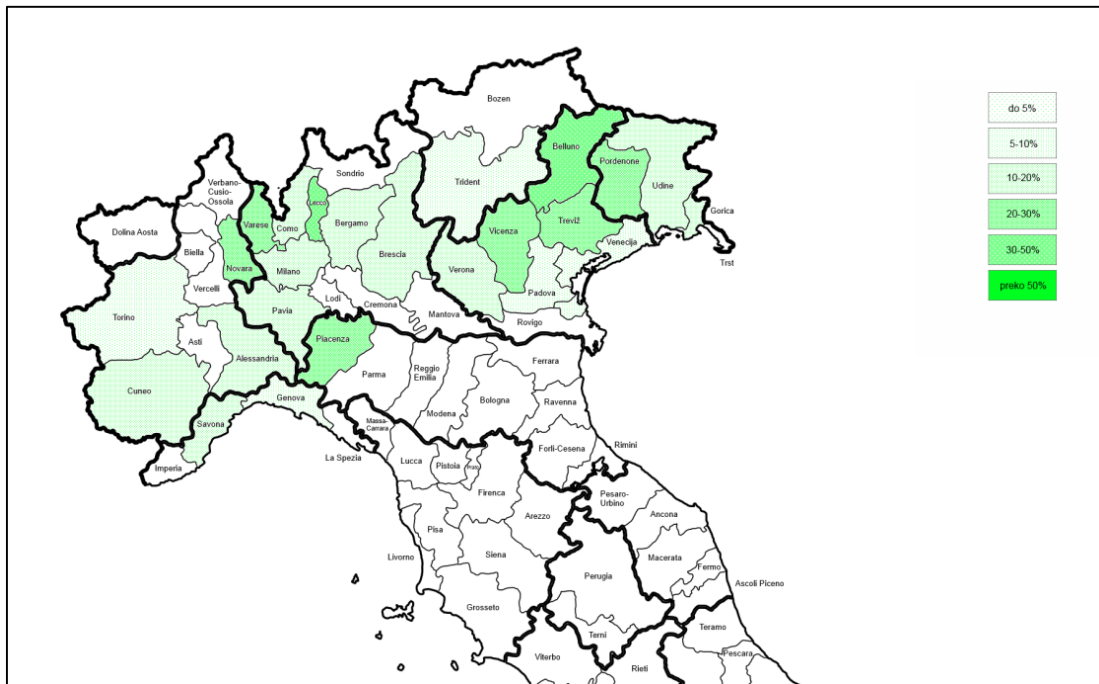 Bozen
do 5%
5-10%
10-20%
20-30%
30-50%
preko 50%
Belluno
Pordenone
Sondrio
Trident
Udine
Verbano-
Cusio-
Ossola
Lecco
Gorica
Dolina Aosta
Varese
Como
Bergamo
Vicenza
Treviž
Venecija
Trst
Biella
Novara
Milano
Brescia
Verona
Padova
Vercelli
Lodi
Cremona
Mantova
Rovigo
Torino
Pavia
Asti
Alessandria
Piacenza
Parma
Reggio
Emilia
Ferrara
Cuneo
Genova
Modena
Bologna
Ravenna
Savona
Massa-
Carrara
La Spezia
Forli-Cesena
Rimini
Imperia
Lucca
Pistoia
Prato
Firenca
Pesaro-
Urbino
Ancona
Arezzo
Pisa
Livorno
Siena
Macerata
Fermo
Ascoli Piceno
Perugia
Grosseto
Terni
Teramo
Viterbo
Rieti
Pescara